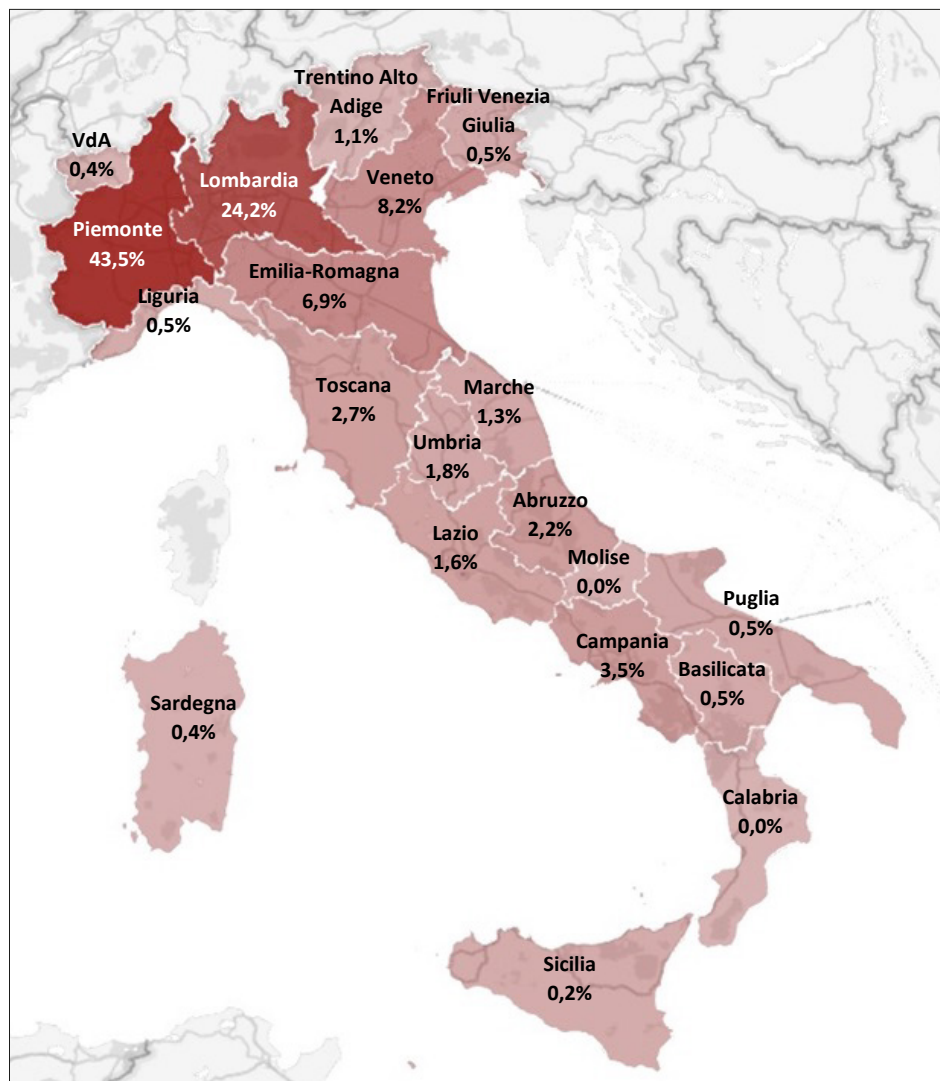 Trentino Alto
Adige
1,1%
Friuli Venezia
Giulia
0,5%
VdA
0,4%
Lombardia
24,2%
Veneto
8,2%
Piemonte
43,5%
Emilia-Romagna
6,9%
Liguria
0,5%
Toscana
2,7%
Marche
1,3%
Umbria
1,8%
Abruzzo
2,2%
Lazio
1,6%
Molise
0,0%
Puglia
0,5%
Campania
3,5%
Basilicata
0,5%
Sardegna
0,4%
Calabria
0,0%
Sicilia
0,2%